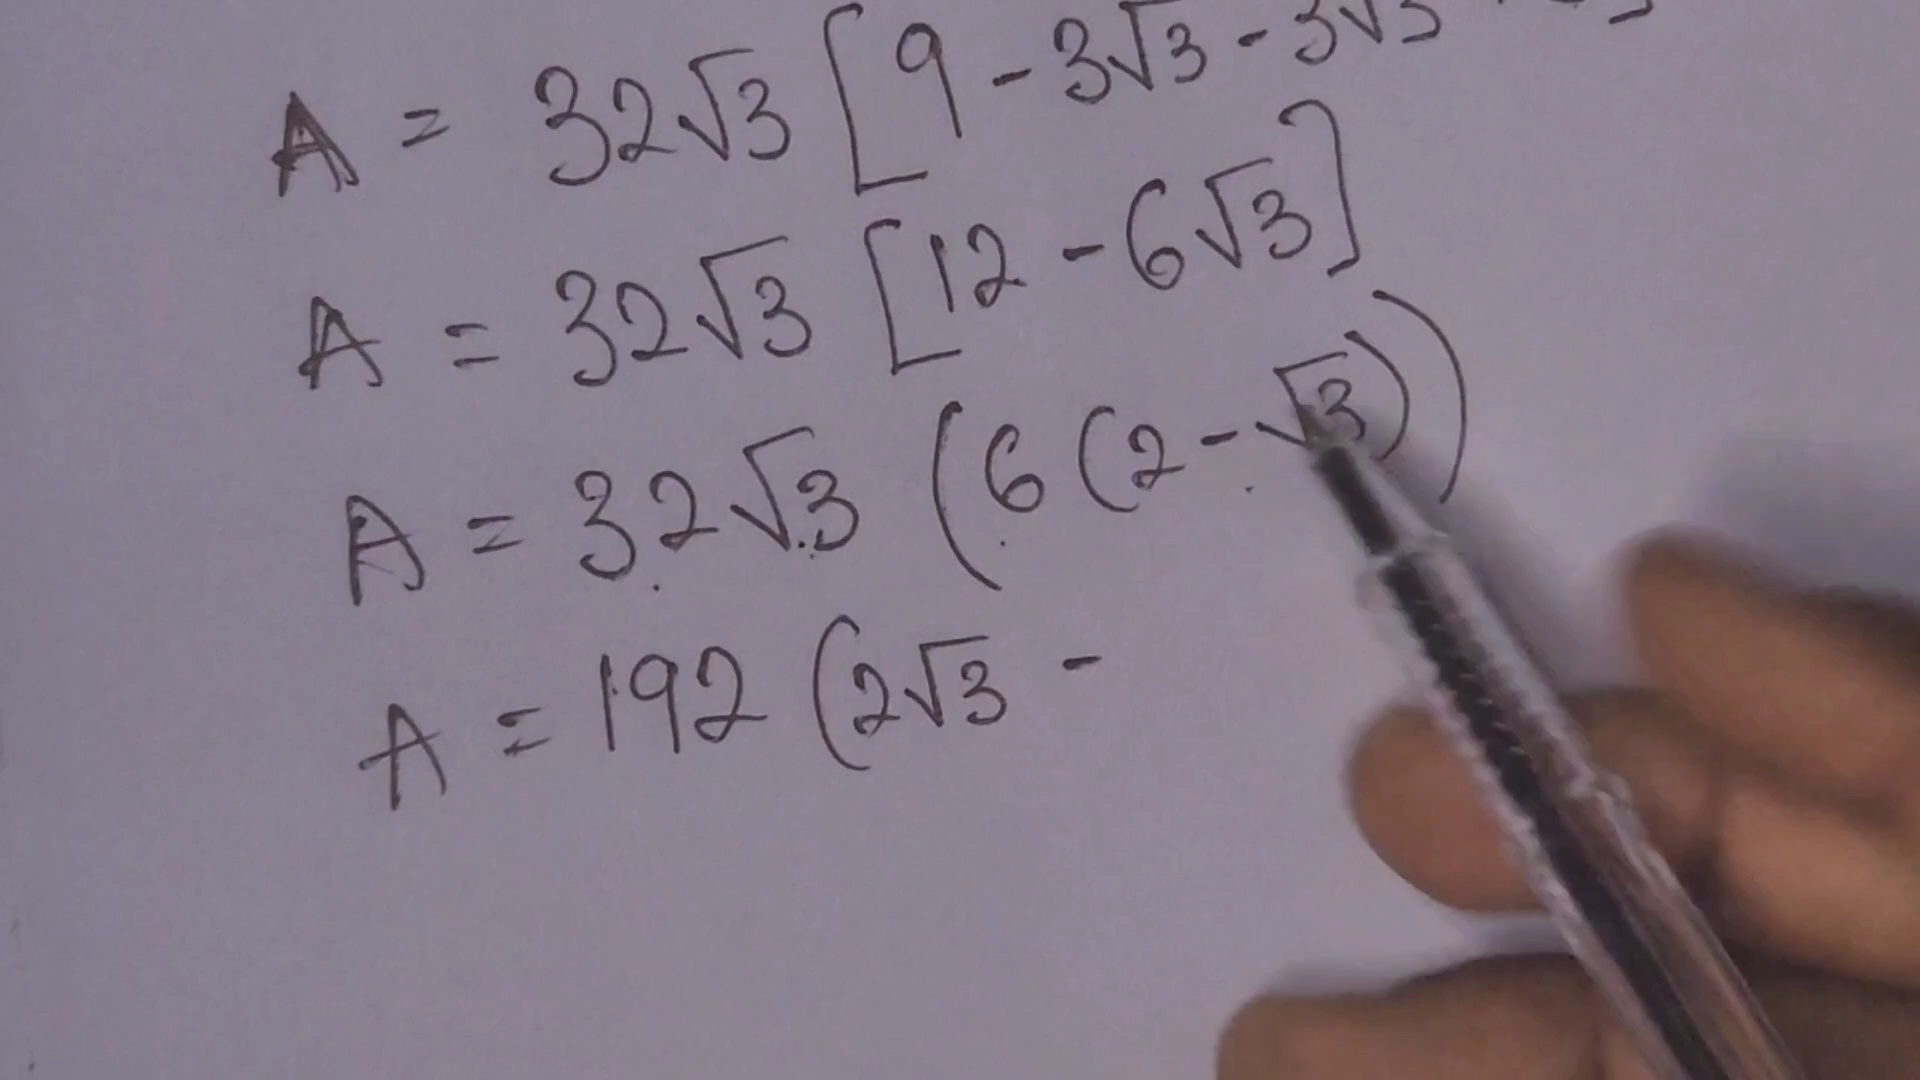 A = 32√3 [9 - 3√3 - 3√3
A = 32√3 [12 - 6√3]
A = 32√3 (6(2 - √3))
A = 192 (2√3 -